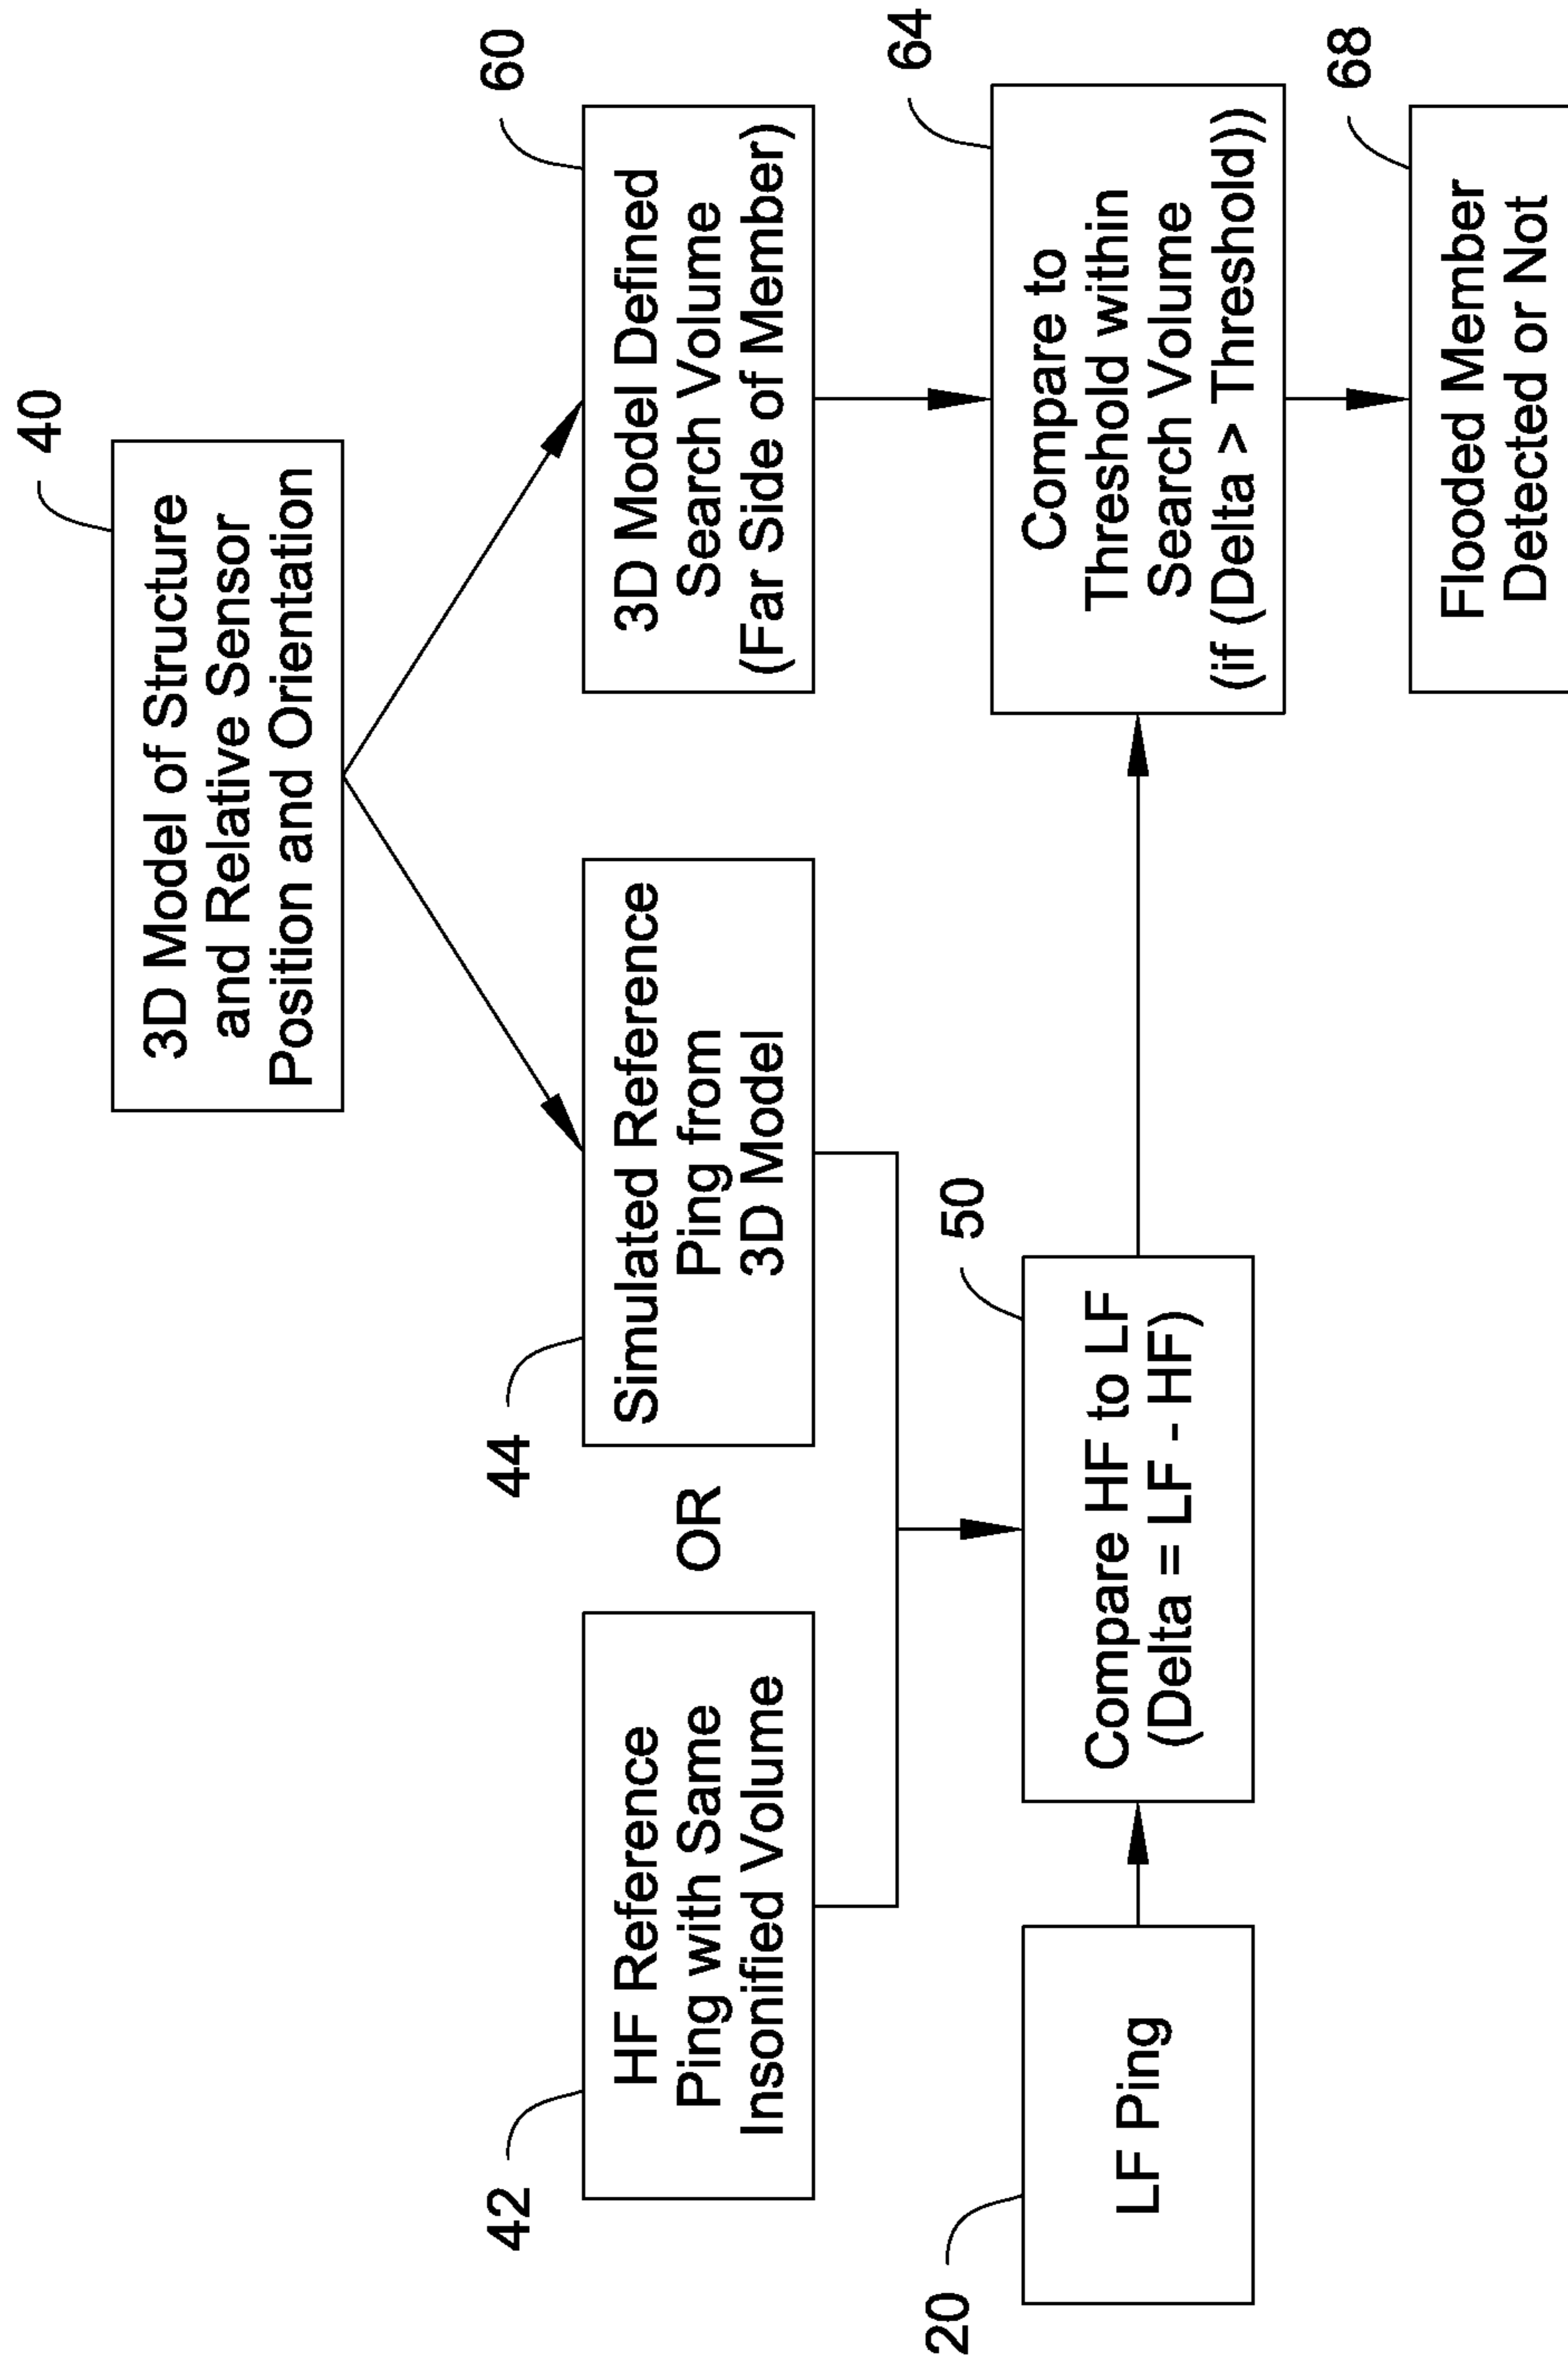 40
3D Model of Structure
and Relative Sensor
Position and Orientation
42
HF Reference
Ping with Same
Insonified Volume
OR
44
Simulated Reference
Ping from
3D Model
60
3D Model Defined
Search Volume
(Far Side of Member)
20
LF Ping
50
Compare HF to LF
(Delta = LF - HF)
64
Compare to
Threshold within
Search Volume
(if (Delta > Threshold))
68
Flooded Member
Detected or Not